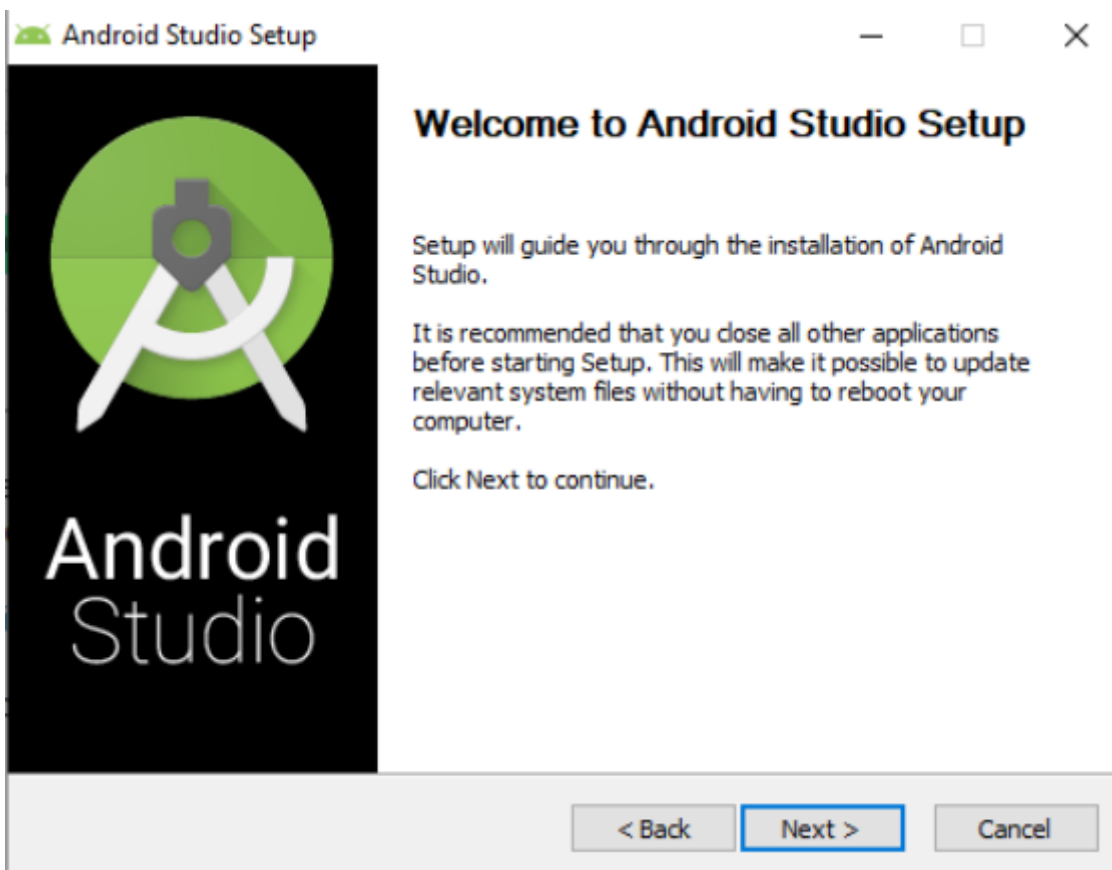 Android Studio Setup
Welcome to Android Studio Setup
Setup will guide you through the installation of Android
Studio.
It is recommended that you close all other applications
before starting Setup. This will make it possible to update
relevant system files without having to reboot your
computer.
Click Next to continue.
Android
Studio
< Back Next > Cancel